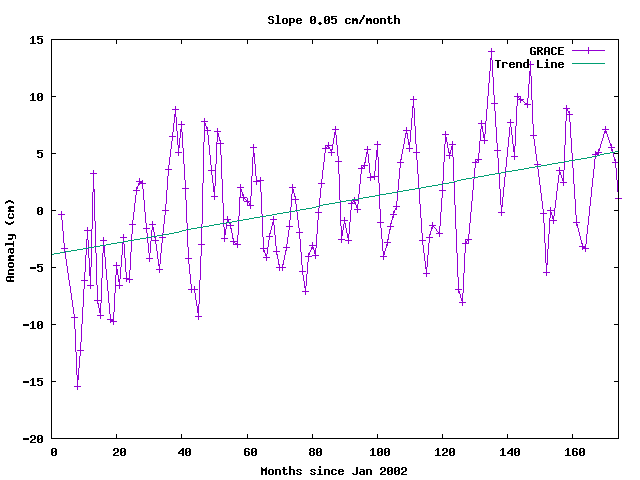 Slope 0.05 cm/month
15
10
5
0
-5
-10
-15
-20
Anomaly (cm)
GRACE
Trend Line
0 20 40 60 80 100 120 140 160
Months since Jan 2002